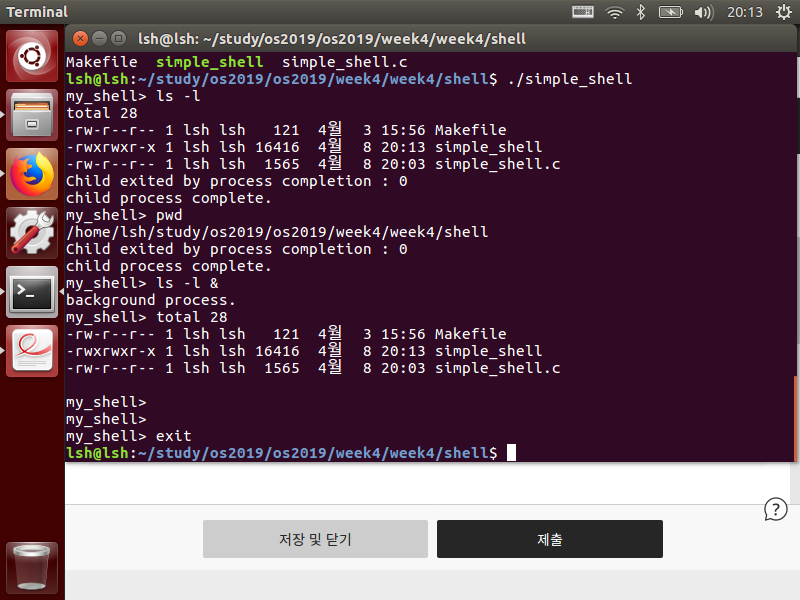 Terminal
20:13
lsh@lsh: ~/study/os2019/os2019/week4/week4/shell
Makefile  simple_shell  simple_shell.c
lsh@lsh:~/study/os2019/os2019/week4/week4/shell$ ./simple_shell
my_shell> ls -l
total 28
-rw-r--r-- 1 lsh lsh   121  4월  3 15:56 Makefile
-rwxrwxr-x 1 lsh lsh 16416  4월  8 20:13 simple_shell
-rw-r--r-- 1 lsh lsh  1565  4월  8 20:03 simple_shell.c
Child exited by process completion : 0
child process complete.
my_shell> pwd
/home/lsh/study/os2019/os2019/week4/week4/shell
Child exited by process completion : 0
child process complete.
my_shell> ls -l &
background process.
my_shell> total 28
-rw-r--r-- 1 lsh lsh   121  4월  3 15:56 Makefile
-rwxrwxr-x 1 lsh lsh 16416  4월  8 20:13 simple_shell
-rw-r--r-- 1 lsh lsh  1565  4월  8 20:03 simple_shell.c
my_shell>
my_shell>
my_shell> exit
lsh@lsh:~/study/os2019/os2019/week4/week4/shell$
저장 및 닫기
제출